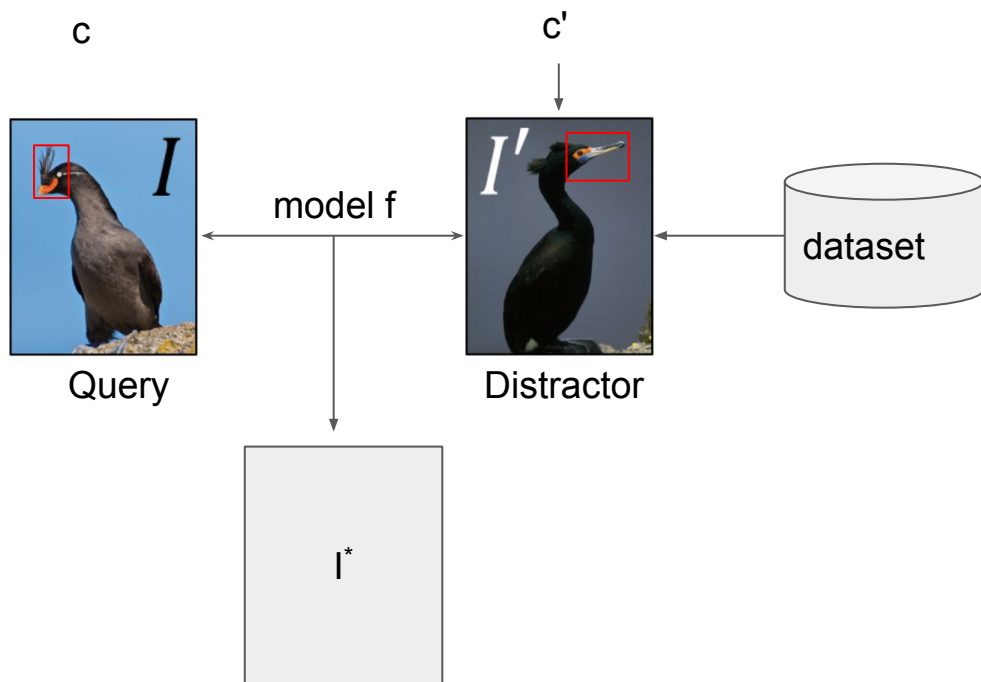 c
c'
I
I'
model f
dataset
Query
Distractor
I*